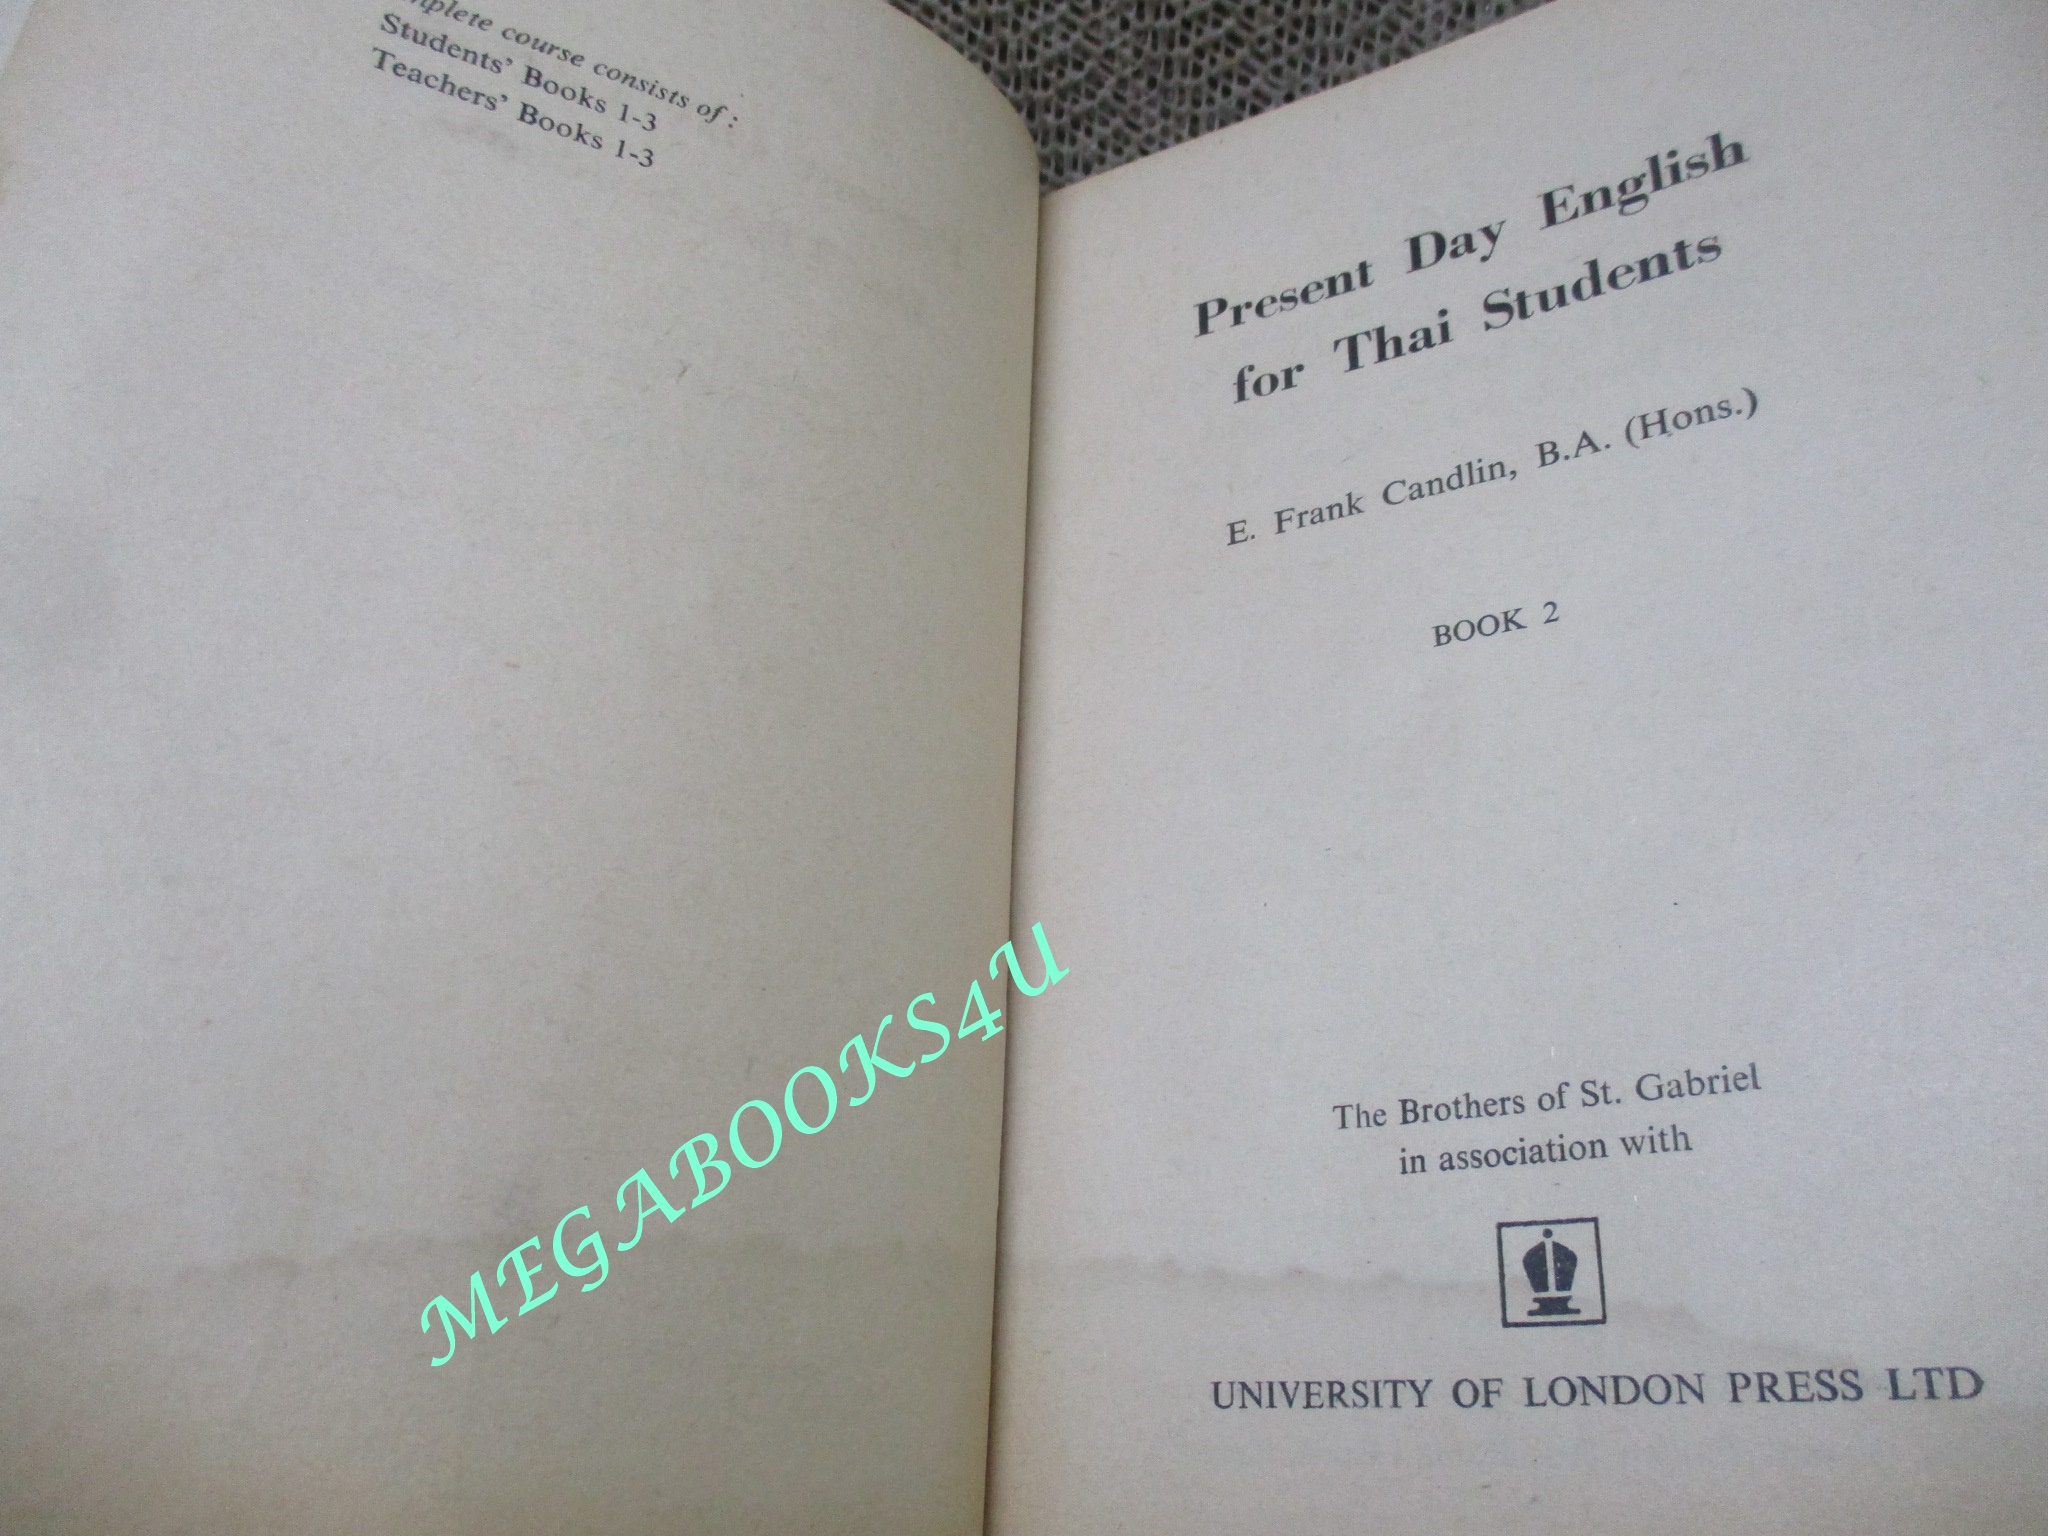 course consists of :
Students' Books 1-3
Teachers' Books 1-3
Present Day English
for Thai Students
E. Frank Candlin, B.A. (Hons.)
BOOK 2
The Brothers of St. Gabriel
in association with
UNIVERSITY OF LONDON PRESS LTD
MEGABOOKS4U